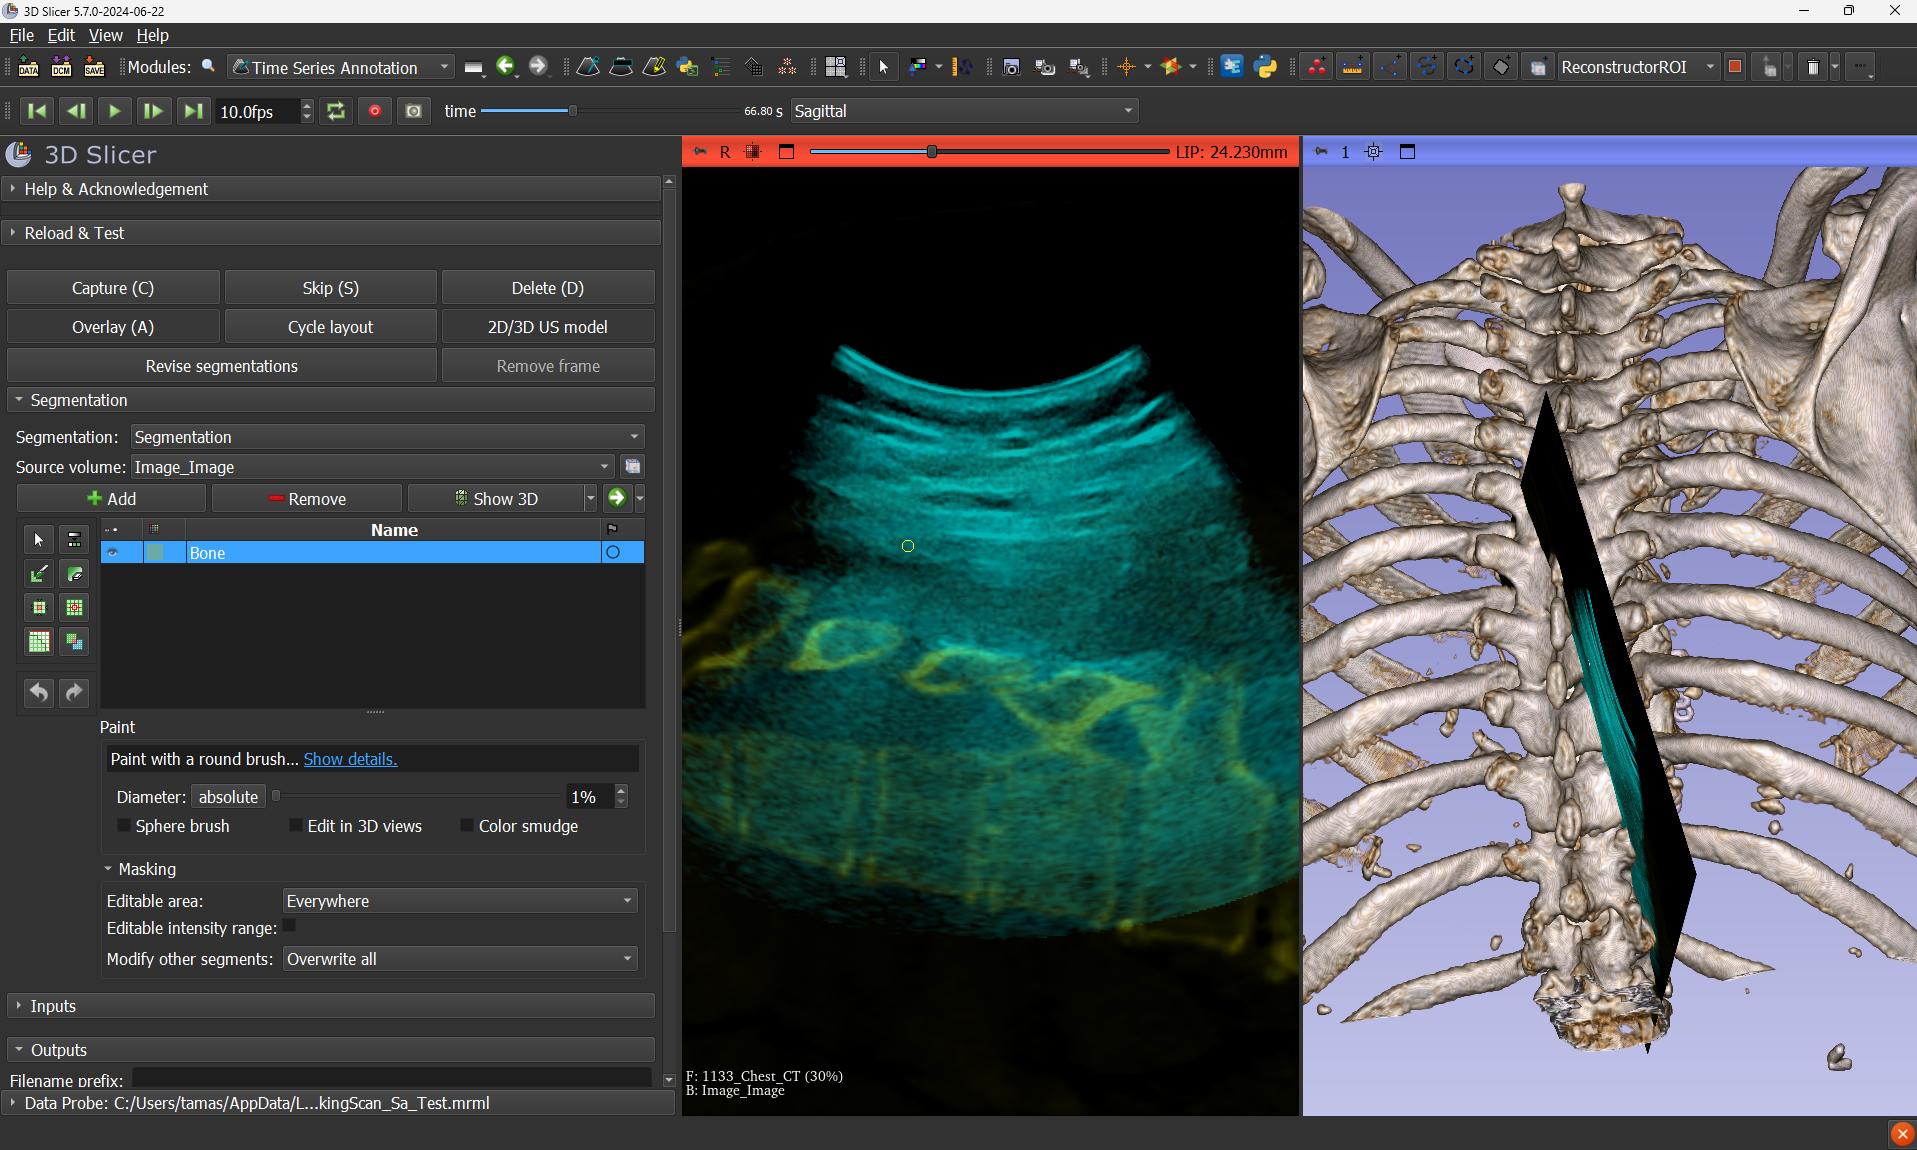 3D Slicer 5.7.0-2024-06-22
File Edit View Help
DATA DCM SAVE Modules: Time Series Annotation ReconstructorROI
10.0fps time 66.80 s Sagittal
3D Slicer
R LIP: 24.230mm
1
Help & Acknowledgement
Reload & Test
Capture (C) Skip (S) Delete (D)
Overlay (A) Cycle layout 2D/3D US model
Revise segmentations Remove frame
Segmentation
Segmentation: Segmentation
Source volume: Image_Image
Add Remove Show 3D
Name
Bone
Paint
Paint with a round brush... Show details.
Diameter: absolute 1%
Sphere brush Edit in 3D views Color smudge
Masking
Editable area: Everywhere
Editable intensity range:
Modify other segments: Overwrite all
Inputs
Outputs
Filename prefix:
Data Probe: C:/Users/tamas/AppData/L...kingScan_Sa_Test.mrml
F: 1133_Chest_CT (30%)
B: Image_Image